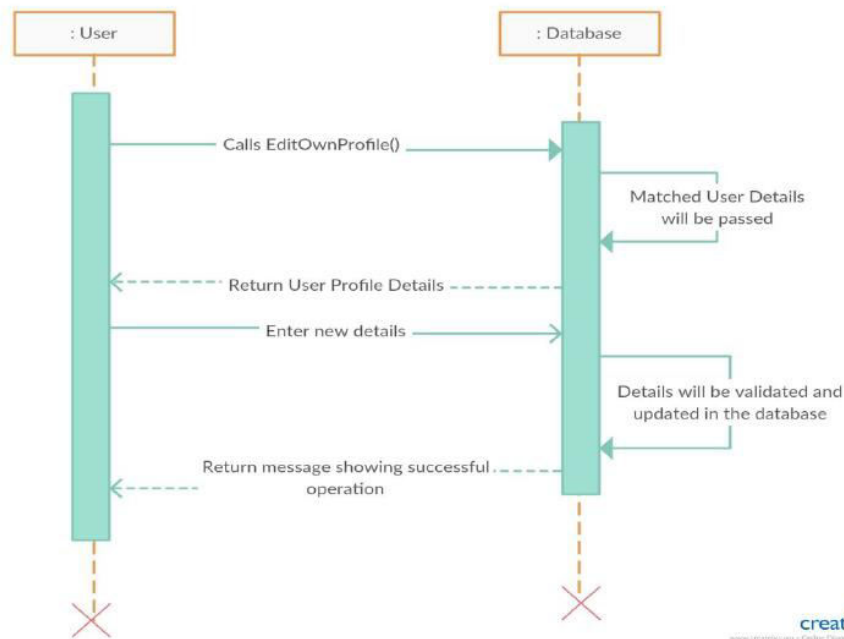 : User
: Database
Calls EditOwnProfile()
Matched User Details
will be passed
Return User Profile Details
Enter new details
Details will be validated and
updated in the database
Return message showing successful
operation
creat